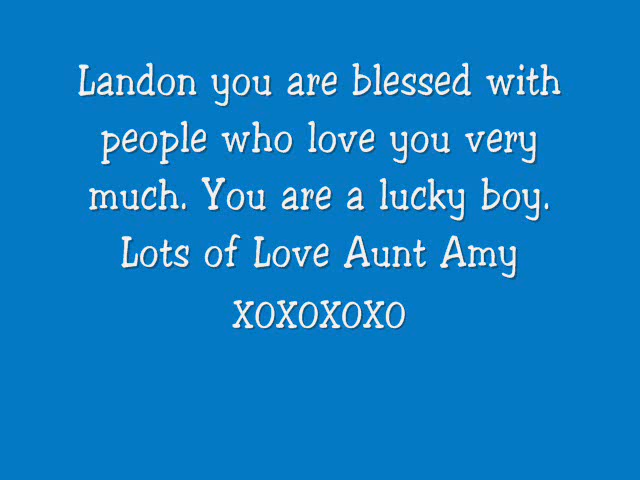 Landon you are blessed with
people who love you very
much. You are a lucky boy.
Lots of Love Aunt Amy
XOXOXOXO